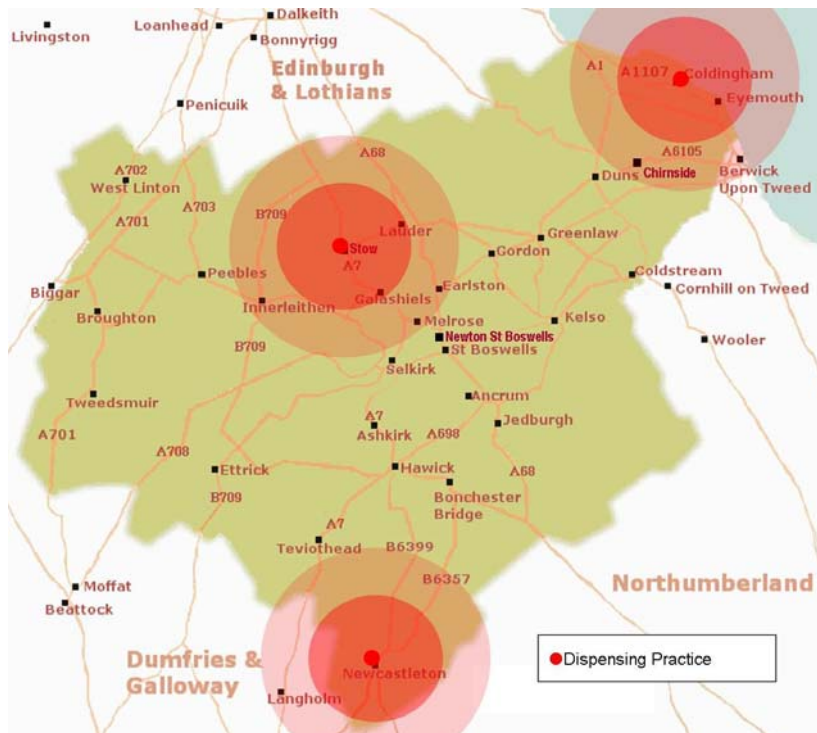 Dalkeith
Livingston
Loanhead
Bonnyrigg
Edinburgh
& Lothians
A1
A1107
Coldingham
Penicuik
Eyemouth
A68
A6105
A702
West Linton
Duns
Chirnside
Berwick
Upon Tweed
A701
A703
B709
Lauder
Greenlaw
Stow
Gordon
A7
Peebles
Coldstream
Biggar
Innerleithen
Galashiels
Earlston
Cornhill on Tweed
Broughton
Melrose
Kelso
Newton St Boswells
Wooler
B709
St Boswells
Selkirk
Tweedsmuir
Ancrum
A7
Jedburgh
A701
Ashkirk
A698
A708
A68
Ettrick
Hawick
B709
Bonchester
Bridge
A7
Teviothead
B6399
B6357
Moffat
Northumberland
Beattock
Dumfries &
Galloway
Newcastleton
Langholm
Dispensing Practice